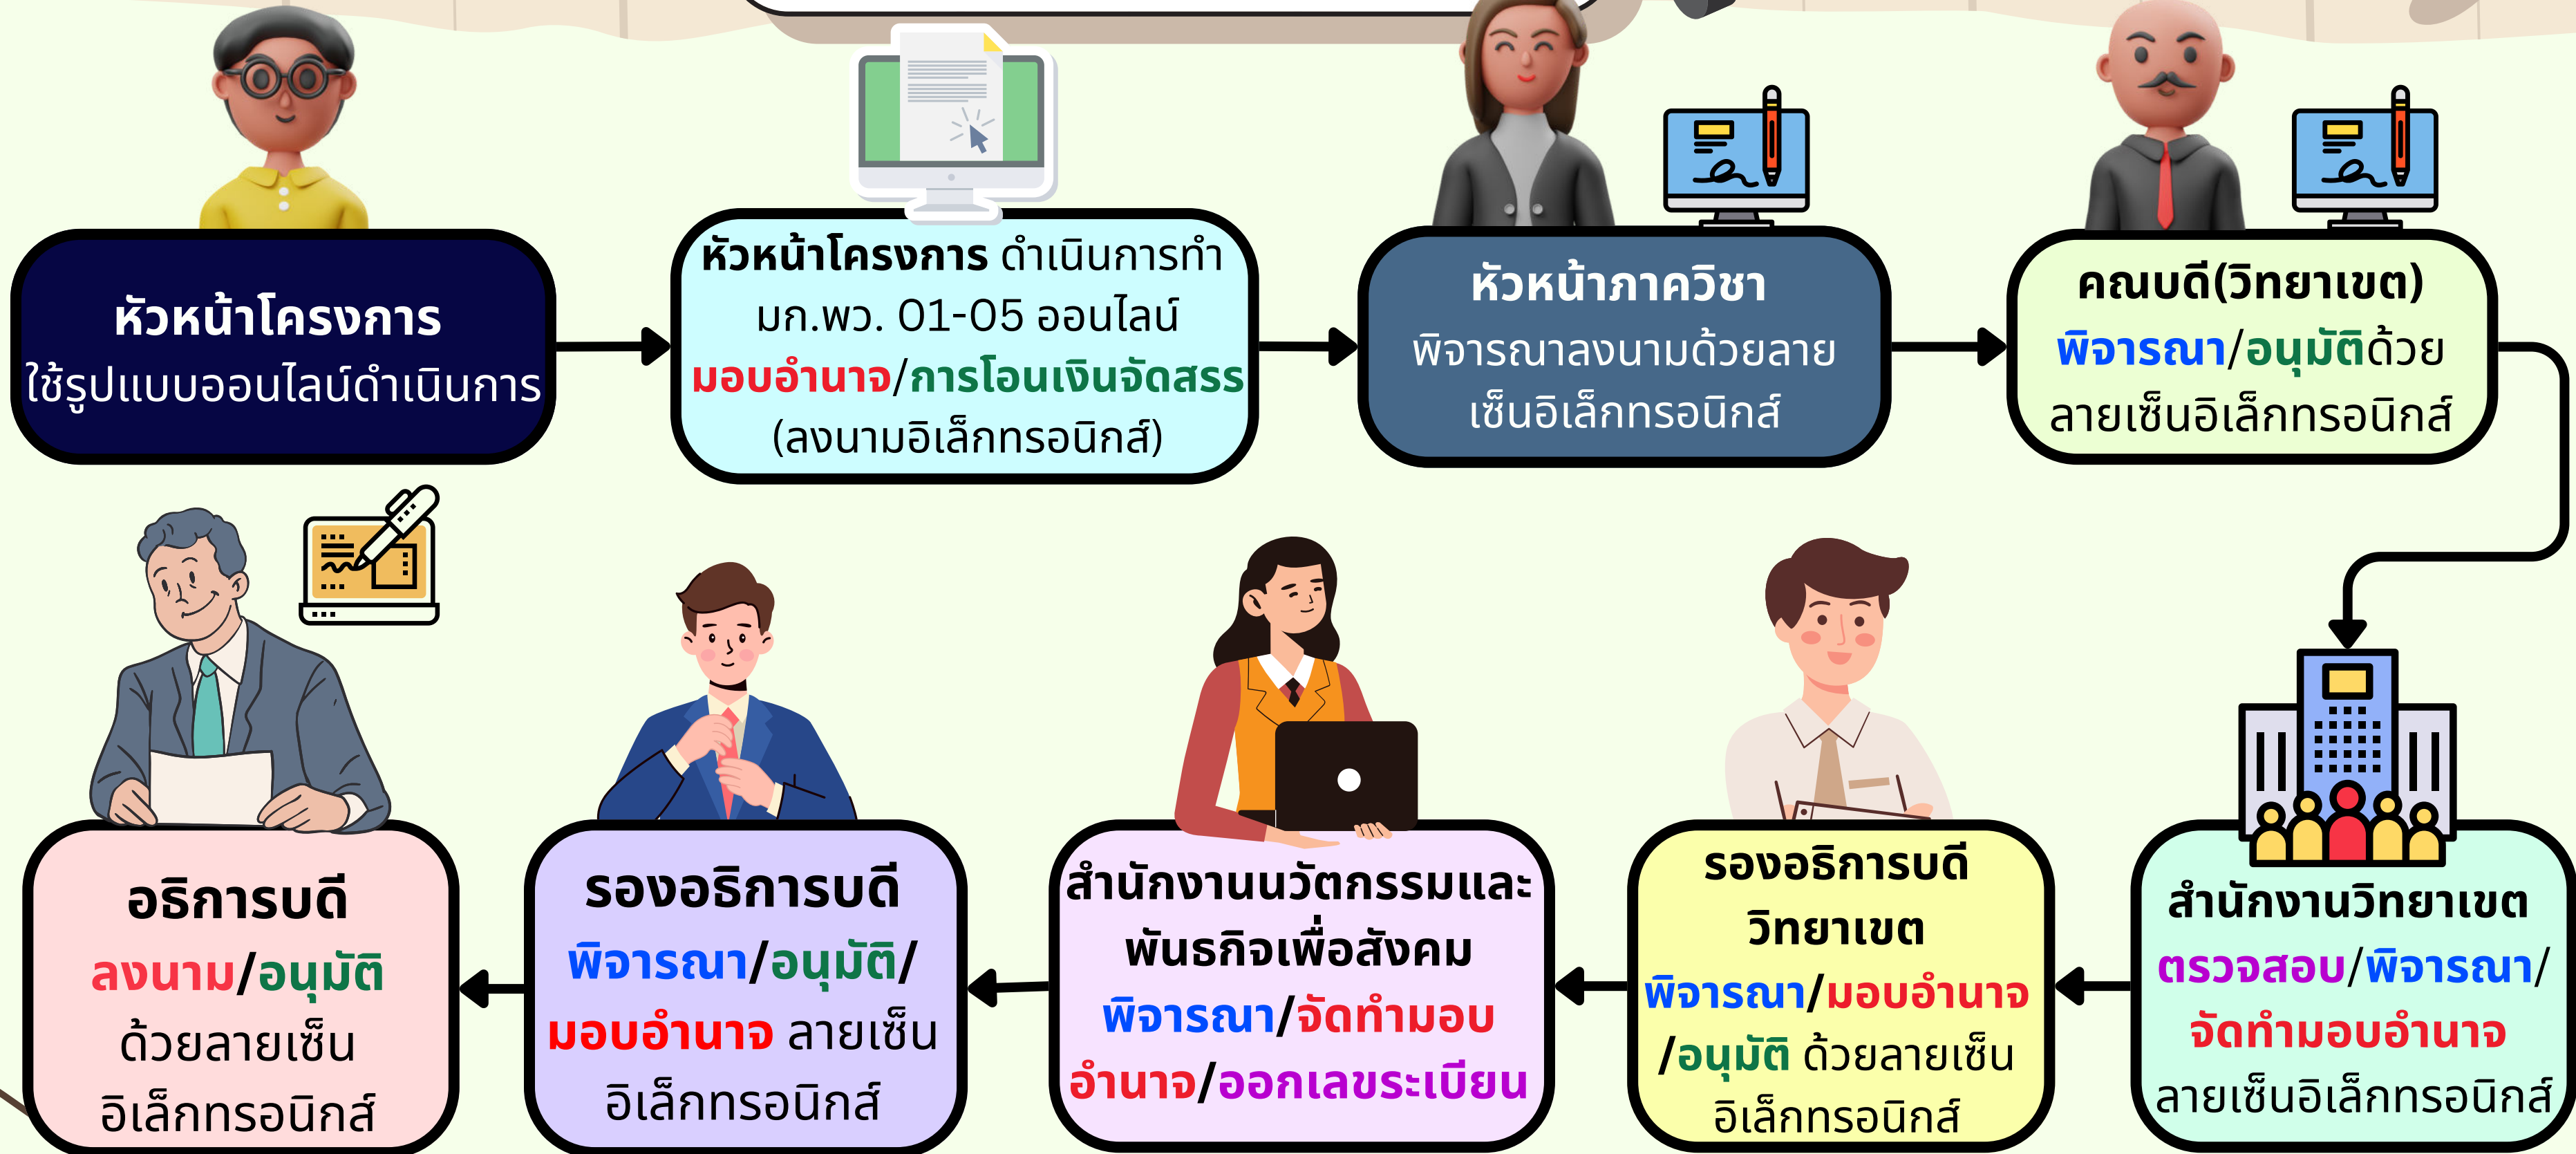 หัวหน้าโครงการ
ใช้รูปแบบออนไลน์ดำเนินการ
หัวหน้าโครงการ ดำเนินการทำ
มก.พว. 01-05 ออนไลน์
มอบอำนาจ/การโอนเงินจัดสรร
(ลงนามอิเล็กทรอนิกส์)
หัวหน้าภาควิชา
พิจารณาลงนามด้วยลาย
เซ็นอิเล็กทรอนิกส์
คณบดี(วิทยาเขต)
พิจารณา/อนุมัติด้วย
ลายเซ็นอิเล็กทรอนิกส์
สำนักงานวิทยาเขต
ตรวจสอบ/พิจารณา/
จัดทำมอบอำนาจ
ลายเซ็นอิเล็กทรอนิกส์
รองอธิการบดี
วิทยาเขต
พิจารณา/มอบอำนาจ
/อนุมัติ ด้วยลายเซ็น
อิเล็กทรอนิกส์
สำนักงานนวัตกรรมและ
พันธกิจเพื่อสังคม
พิจารณา/จัดทำมอบ
อำนาจ/ออกเลขระเบียน
รองอธิการบดี
พิจารณา/อนุมัติ/
มอบอำนาจ ลายเซ็น
อิเล็กทรอนิกส์
อธิการบดี
ลงนาม/อนุมัติ
ด้วยลายเซ็น
อิเล็กทรอนิกส์